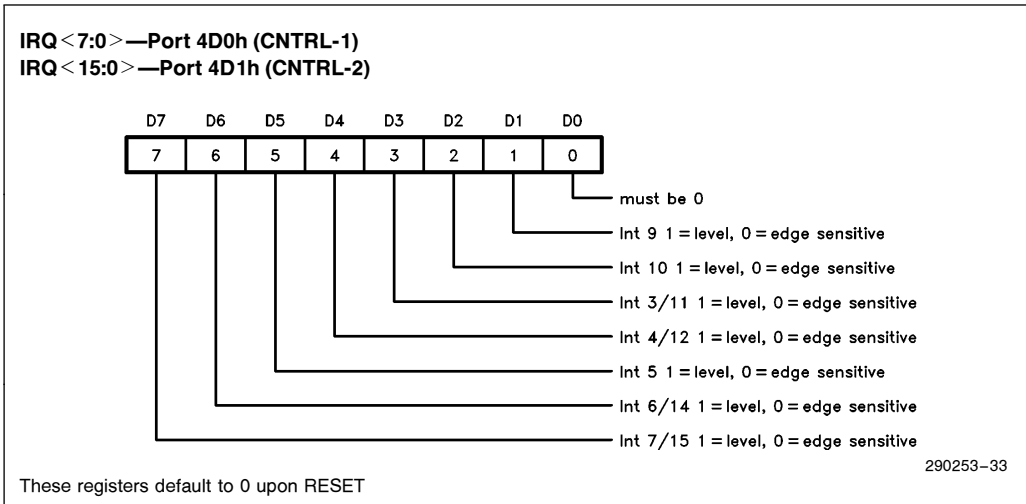 IRQ<7:0>—Port 4D0h (CNTRL-1)
IRQ<15:0>—Port 4D1h (CNTRL-2)
D7 D6 D5 D4 D3 D2 D1 D0
7 6 5 4 3 2 1 0
must be 0
Int 9 1=level, 0=edge sensitive
Int 10 1=level, 0=edge sensitive
Int 3/11 1=level, 0=edge sensitive
Int 4/12 1=level, 0=edge sensitive
Int 5 1=level, 0=edge sensitive
Int 6/14 1=level, 0=edge sensitive
Int 7/15 1=level, 0=edge sensitive
290253–33
These registers default to 0 upon RESET